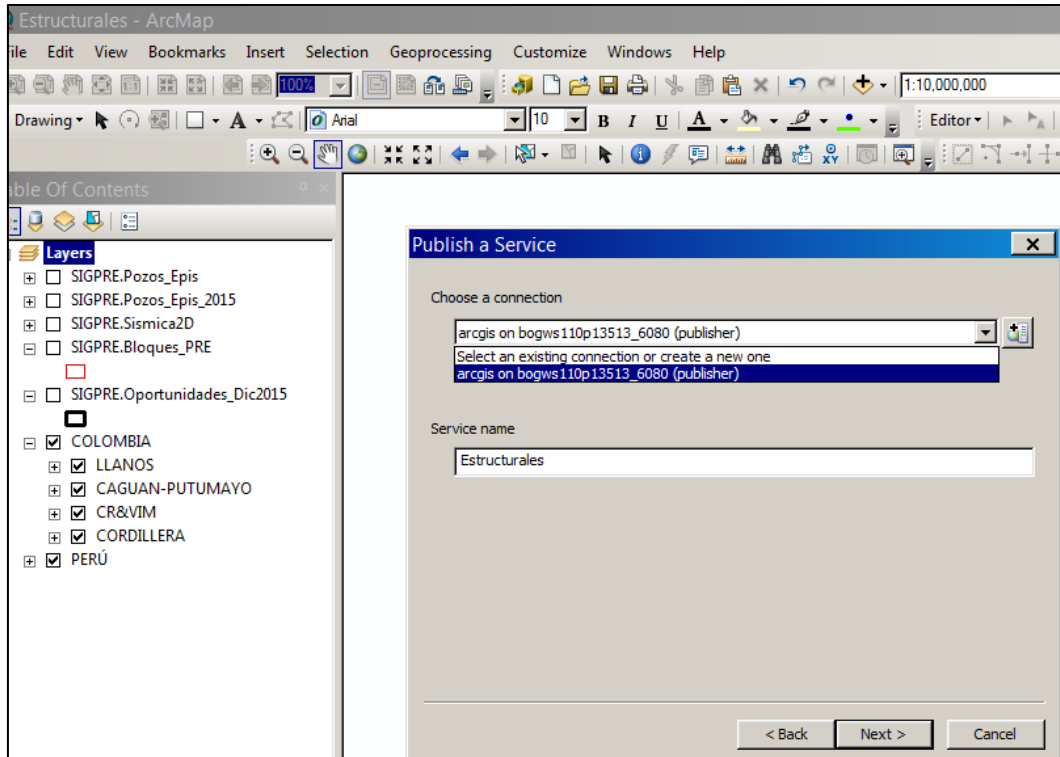 Estructurales - ArcMap
File Edit View Bookmarks Insert Selection Geoprocessing Customize Windows Help
100% 1:10,000,000
Drawing A Arial 10 B I U A Editor
XY
Table Of Contents
Layers
SIGPRE.Pozos_Epis
SIGPRE.Pozos_Epis_2015
SIGPRE.Sismica2D
SIGPRE.Bloques_PRE
SIGPRE.Oportunidades_Dic2015
COLOMBIA
LLANOS
CAGUAN-PUTUMAYO
CR&VIM
CORDILLERA
PERÚ
Publish a Service
Choose a connection
arcgis on bogws110p13513_6080 (publisher)
Select an existing connection or create a new one
arcgis on bogws110p13513_6080 (publisher)
Service name
Estructurales
< Back Next > Cancel